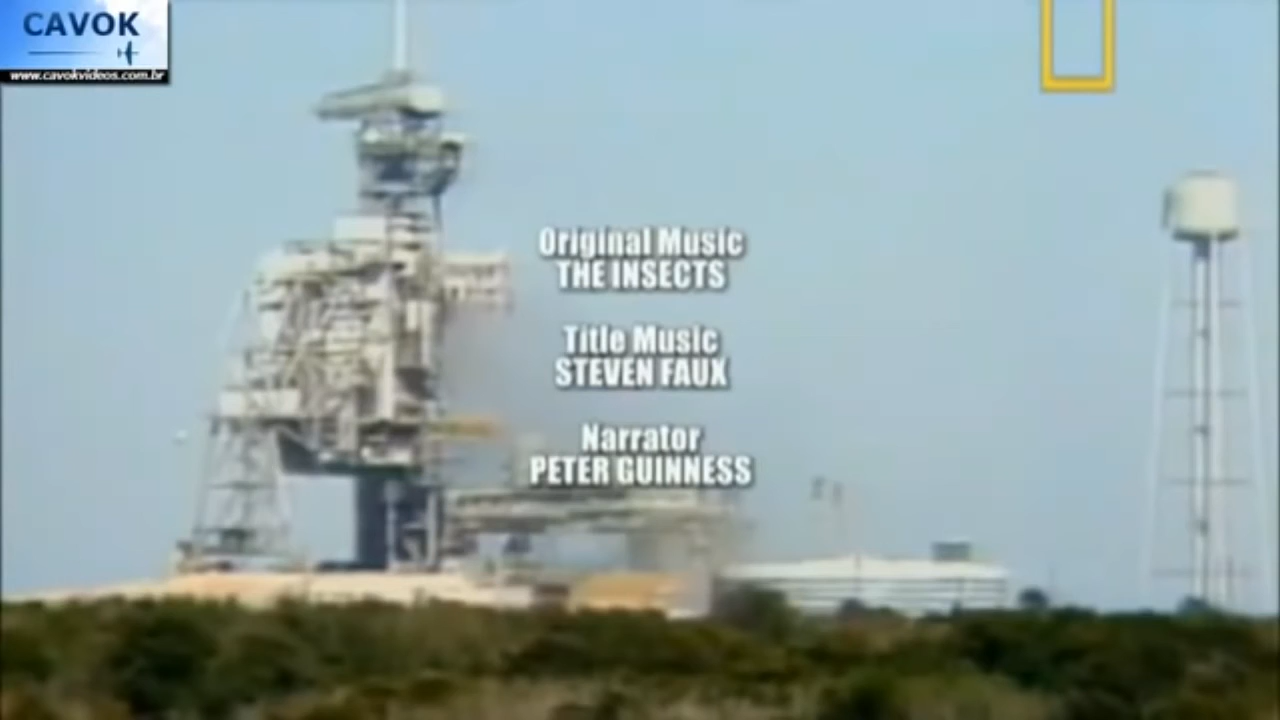 CAVOK
www.cavokvideos.com.br
Original Music
THE INSECTS
Title Music
STEVEN FAUX
Narrator
PETER GUINNESS